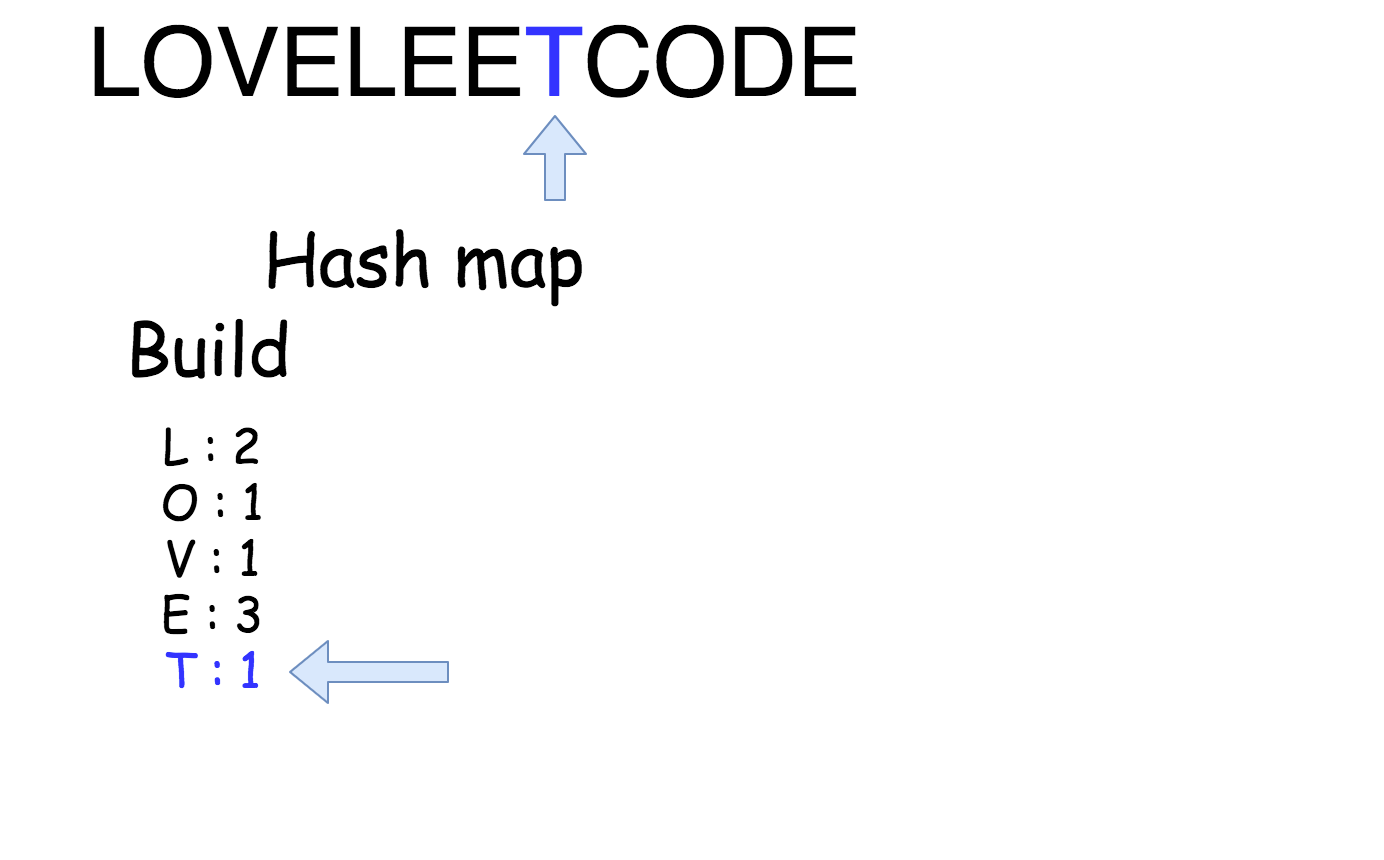 LOVELEETCODE
Hash map
Build
L : 2
O : 1
V : 1
E : 3
T : 1